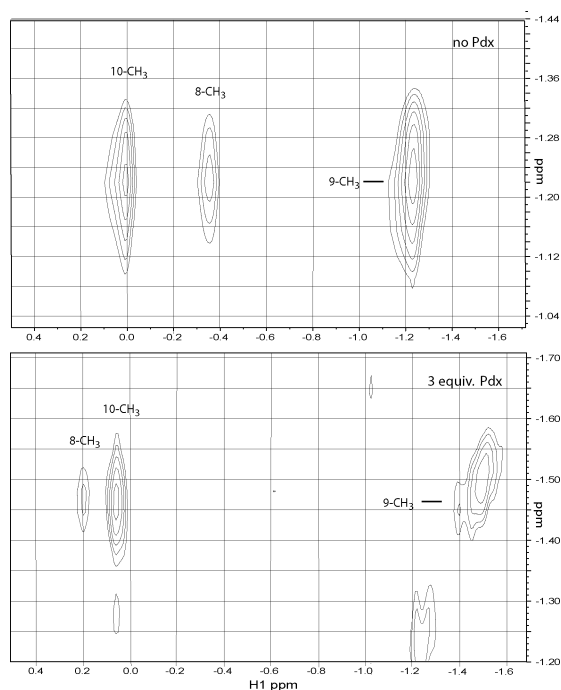 -1.44
no Pdx
10-CH3
-1.36
8-CH3
-1.28
9-CH3
ppm
-1.20
-1.12
-1.04
0.4 0.2 0.0 -0.2 -0.4 -0.6 -0.8 -1.0 -1.2 -1.4 -1.6
-1.70
3 equiv. Pdx
10-CH3
-1.60
8-CH3
-1.50
9-CH3
ppm
-1.40
-1.30
-1.20
0.4 0.2 0.0 -0.2 -0.4 -0.6 -0.8 -1.0 -1.2 -1.4 -1.6
H1 ppm